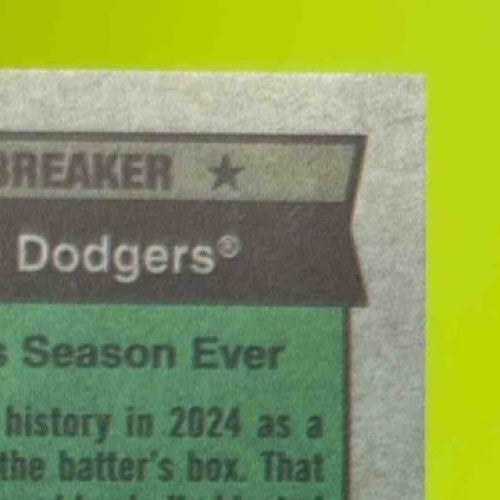 BREAKER ★
Dodgers®
s Season Ever
history in 2024 as a
the batter's box. That